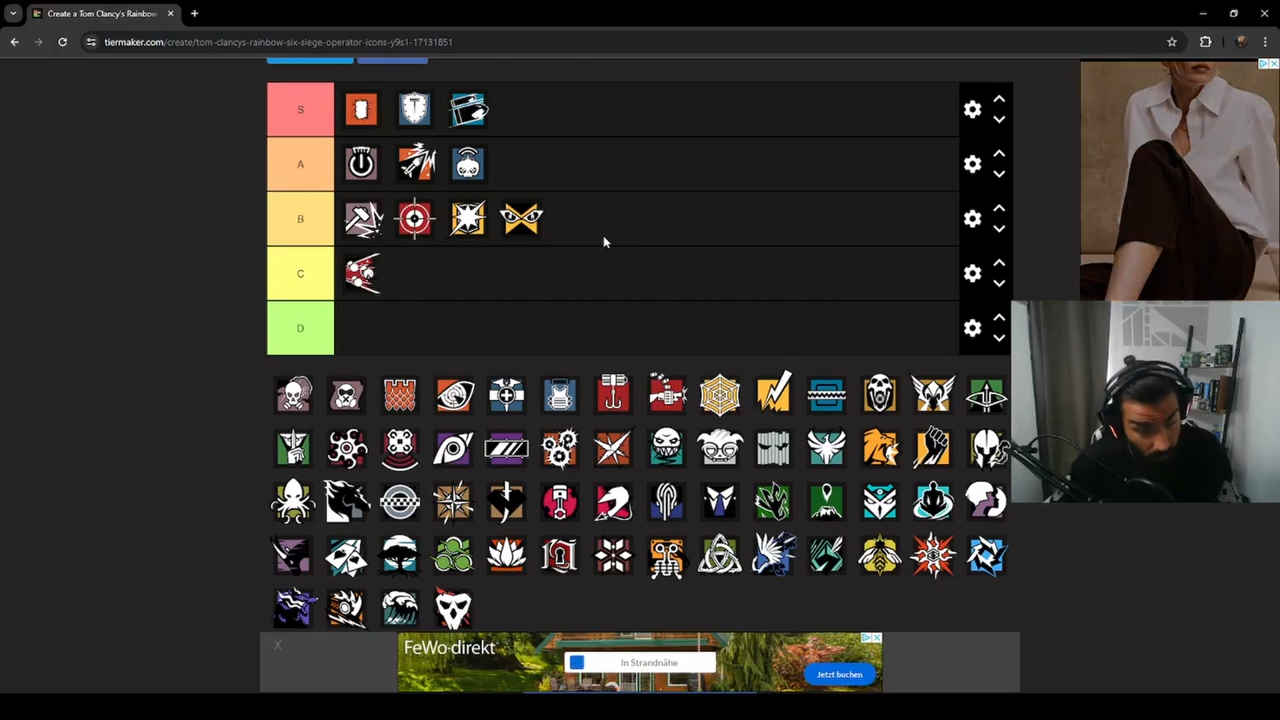 Create a Tom Clancy's Rainbow
tiermaker.com/create/tom-clancys-rainbow-six-siege-operator-icons-y9s1-17131851
S
A
B
C
D
X
FeWo-direkt
In Strandnähe
Jetzt buchen